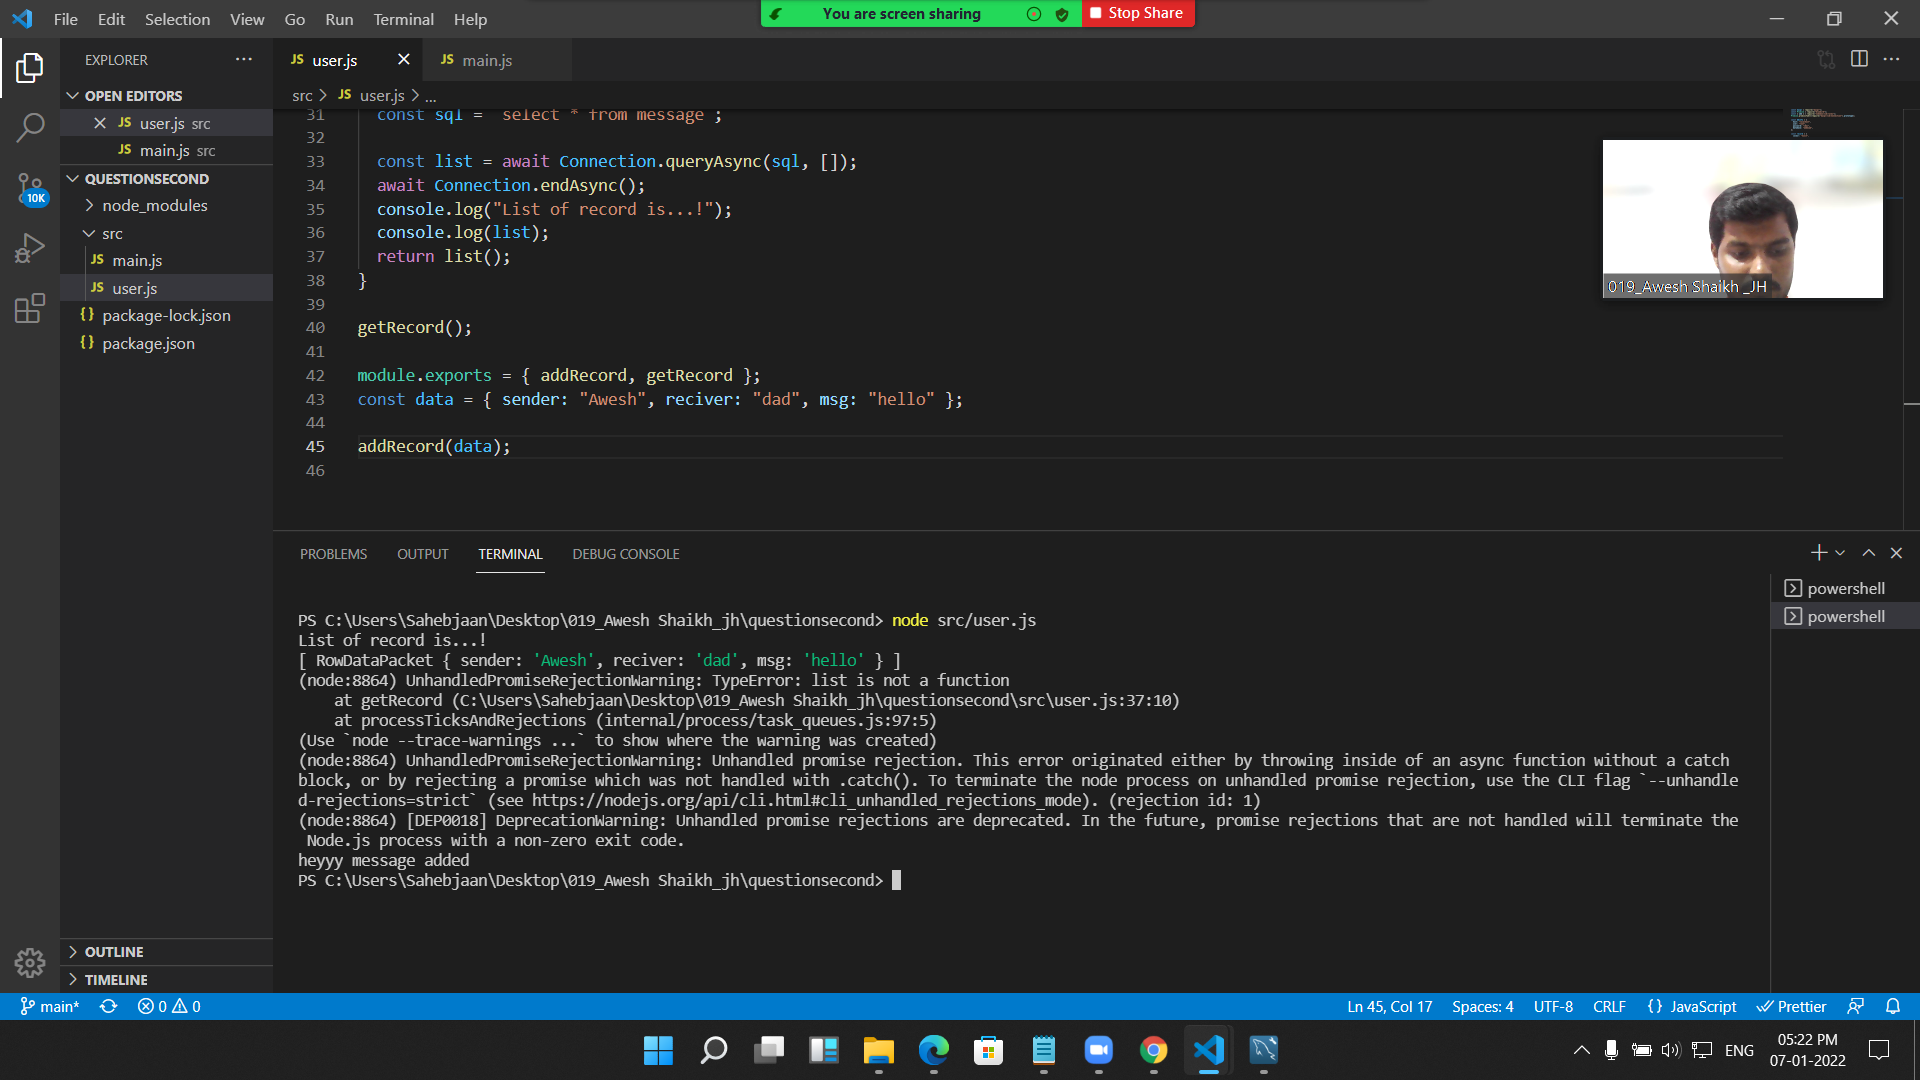 File Edit Selection View Go Run Terminal Help
You are screen sharing
Stop Share
EXPLORER
JS user.js
JS main.js
OPEN EDITORS
JS user.js src
JS main.js src
QUESTIONSECOND
node_modules
src
JS main.js
JS user.js
{} package-lock.json
{} package.json
OUTLINE
TIMELINE
10K
src > JS user.js > ...
31 const sql = `select * from message`;
32
33 const list = await Connection.queryAsync(sql, []);
34 await Connection.endAsync();
35 console.log("List of record is...!");
36 console.log(list);
37 return list();
38 }
39
40 getRecord();
41
42 module.exports = { addRecord, getRecord };
43 const data = { sender: "Awesh", reciver: "dad", msg: "hello" };
44
45 addRecord(data);
46
019_Awesh Shaikh _JH
PROBLEMS OUTPUT TERMINAL DEBUG CONSOLE
powershell
powershell
PS C:\Users\Sahebjaan\Desktop\019_Awesh Shaikh_jh\questionsecond> node src/user.js
List of record is...!
[ RowDataPacket { sender: 'Awesh', reciver: 'dad', msg: 'hello' } ]
(node:8864) UnhandledPromiseRejectionWarning: TypeError: list is not a function
    at getRecord (C:\Users\Sahebjaan\Desktop\019_Awesh Shaikh_jh\questionsecond\src\user.js:37:10)
    at processTicksAndRejections (internal/process/task_queues.js:97:5)
(Use `node --trace-warnings ...` to show where the warning was created)
(node:8864) UnhandledPromiseRejectionWarning: Unhandled promise rejection. This error originated either by throwing inside of an async function without a catch
block, or by rejecting a promise which was not handled with .catch(). To terminate the node process on unhandled promise rejection, use the CLI flag `--unhandle
d-rejections=strict` (see https://nodejs.org/api/cli.html#cli_unhandled_rejections_mode). (rejection id: 1)
(node:8864) [DEP0018] DeprecationWarning: Unhandled promise rejections are deprecated. In the future, promise rejections that are not handled will terminate the
 Node.js process with a non-zero exit code.
heyyy message added
PS C:\Users\Sahebjaan\Desktop\019_Awesh Shaikh_jh\questionsecond>
main* 0 0
Ln 45, Col 17 Spaces: 4 UTF-8 CRLF {} JavaScript Prettier
ENG
05:22 PM
07-01-2022